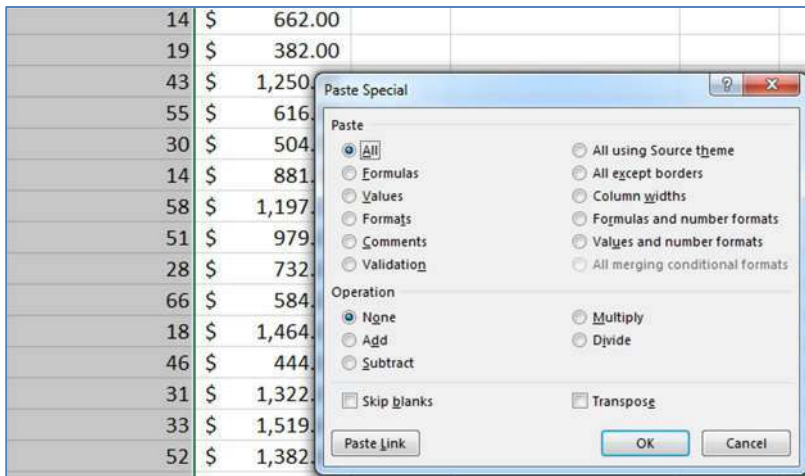 14 $ 662.00
19 $ 382.00
43 $ 1,250.
Paste Special
55 $ 616.
Paste
30 $ 504.
All
All using Source theme
14 $ 881.
Formulas
All except borders
58 $ 1,197.
Values
Column widths
Formats
Formulas and number formats
51 $ 979.
Comments
Values and number formats
28 $ 732.
Validation
All merging conditional formats
66 $ 584.
Operation
18 $ 1,464.
None
Multiply
Add
Divide
46 $ 444.
Subtract
31 $ 1,322.
Skip blanks
Transpose
33 $ 1,519.
Paste Link
OK
Cancel
52 $ 1,382.